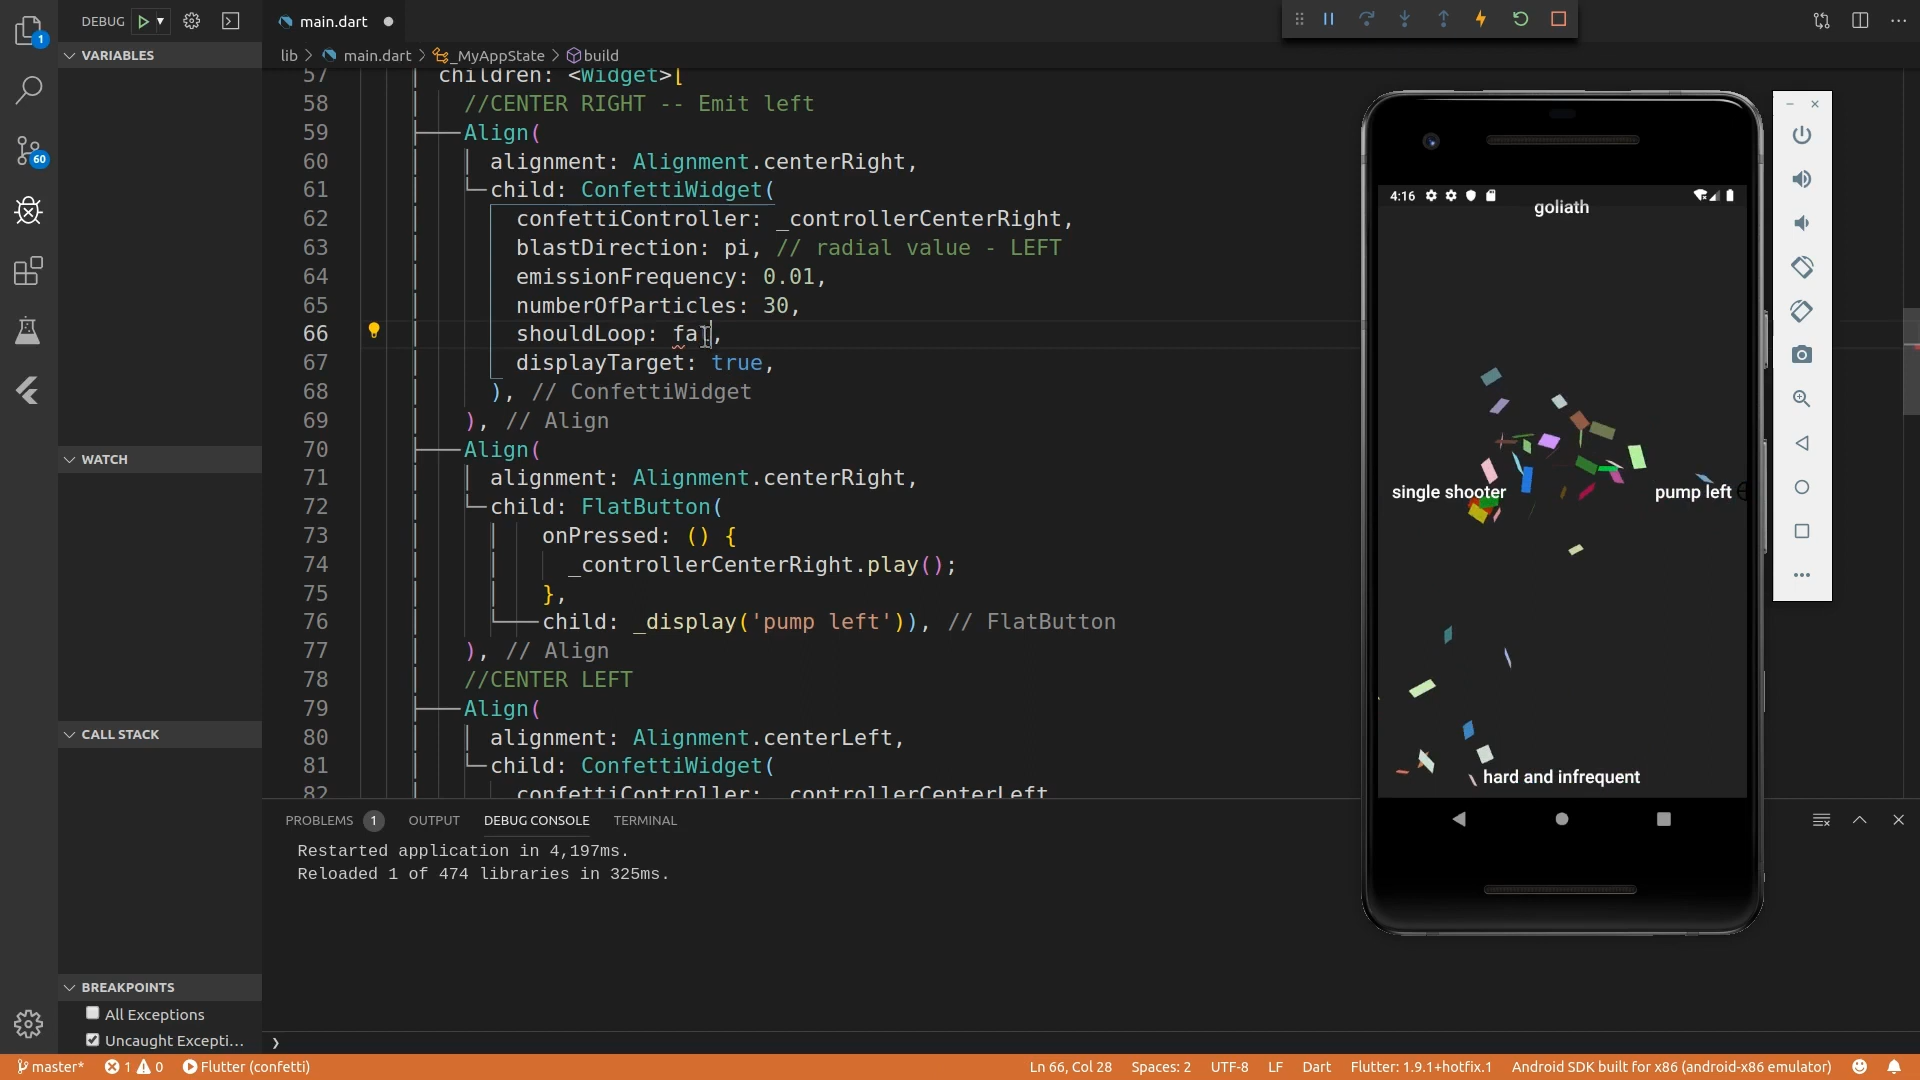 1
DEBUG
main.dart
lib > main.dart > _MyAppState > build
VARIABLES
60
WATCH
CALL STACK
BREAKPOINTS
All Exceptions
Uncaught Excepti...
57 children: <Widget>[
58 //CENTER RIGHT -- Emit left
59 Align(
60 alignment: Alignment.centerRight,
61 child: ConfettiWidget(
62 confettiController: _controllerCenterRight,
63 blastDirection: pi, // radial value - LEFT
64 emissionFrequency: 0.01,
65 numberOfParticles: 30,
66 shouldLoop: fal,
67 displayTarget: true,
68 ), // ConfettiWidget
69 ), // Align
70 Align(
71 alignment: Alignment.centerRight,
72 child: FlatButton(
73 onPressed: () {
74 _controllerCenterRight.play();
75 },
76 child: _display('pump left')), // FlatButton
77 ), // Align
78 //CENTER LEFT
79 Align(
80 alignment: Alignment.centerLeft,
81 child: ConfettiWidget(
82 confettiController: _controllerCenterLeft
4:16
goliath
single shooter
pump left
hard and infrequent
PROBLEMS 1 OUTPUT DEBUG CONSOLE TERMINAL
Restarted application in 4,197ms.
Reloaded 1 of 474 libraries in 325ms.
master* 1 0 Flutter (confetti) Ln 66, Col 28 Spaces: 2 UTF-8 LF Dart Flutter: 1.9.1+hotfix.1 Android SDK built for x86 (android-x86 emulator)